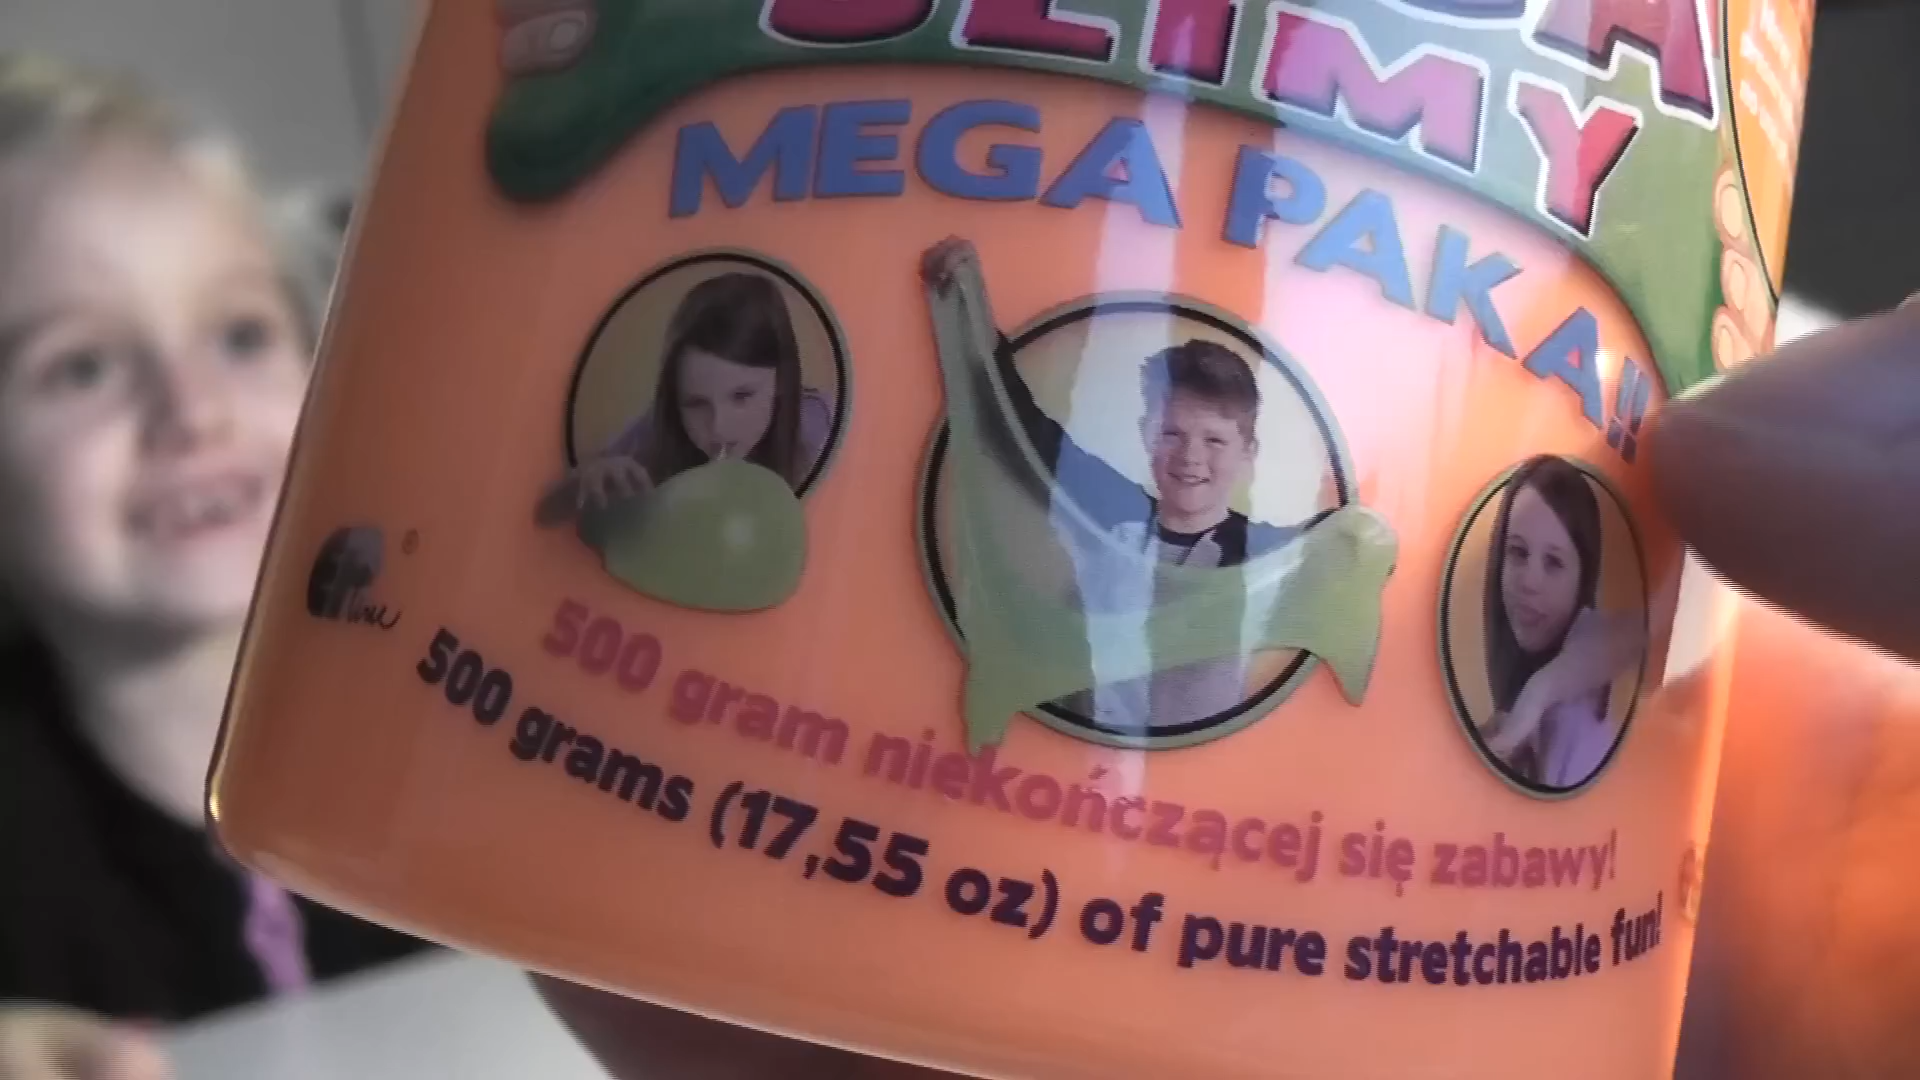 SLIMY
MEGA PAKA!!
500 gram niekończącej się zabawy!
500 grams (17,55 oz) of pure stretchable fun!